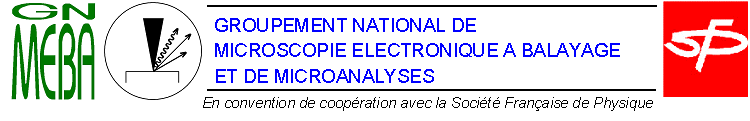 GN
MEBA
GROUPEMENT NATIONAL DE
MICROSCOPIE ELECTRONIQUE A BALAYAGE
ET DE MICROANALYSES
En convention de coopération avec la Société Française de Physique
SFP